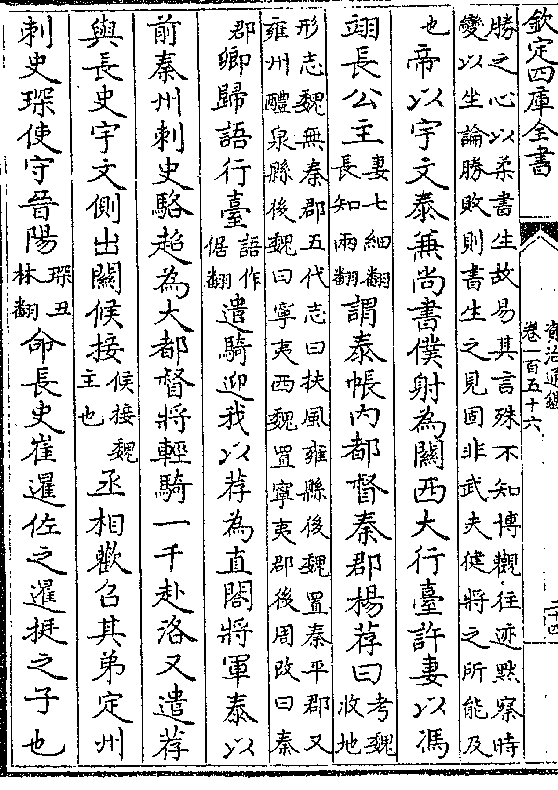 欽定四庫全書
資治通鑑
卷一百五十六
勝之心以柔書生故易其言殊不知博觀往迹黙察時
變以坐論勝敗則書生之見固非武夫健將之所能及
也帝以宇文泰兼尚書僕射為關西大行臺許妻以馮
翊長公主妻七細翻長知兩翻謂泰帳内都督秦郡楊荐曰考魏收地
形志魏無秦郡五代志曰扶風雍縣後魏置秦平郡又
雍州醴泉縣後魏曰寧夷西魏置寧夷郡後周改曰秦
郡卿歸語行臺語作倨翻遣騎迎我以荐為直閤將軍泰以
前秦州刺史駱超為大都督將輕騎一千赴洛又遣荐
與長史宇文側出關候接候接魏主也丞相歡召其弟定州
刺史琛使守晉陽琛丑林翻命長史崔暹佐之暹挺之子也